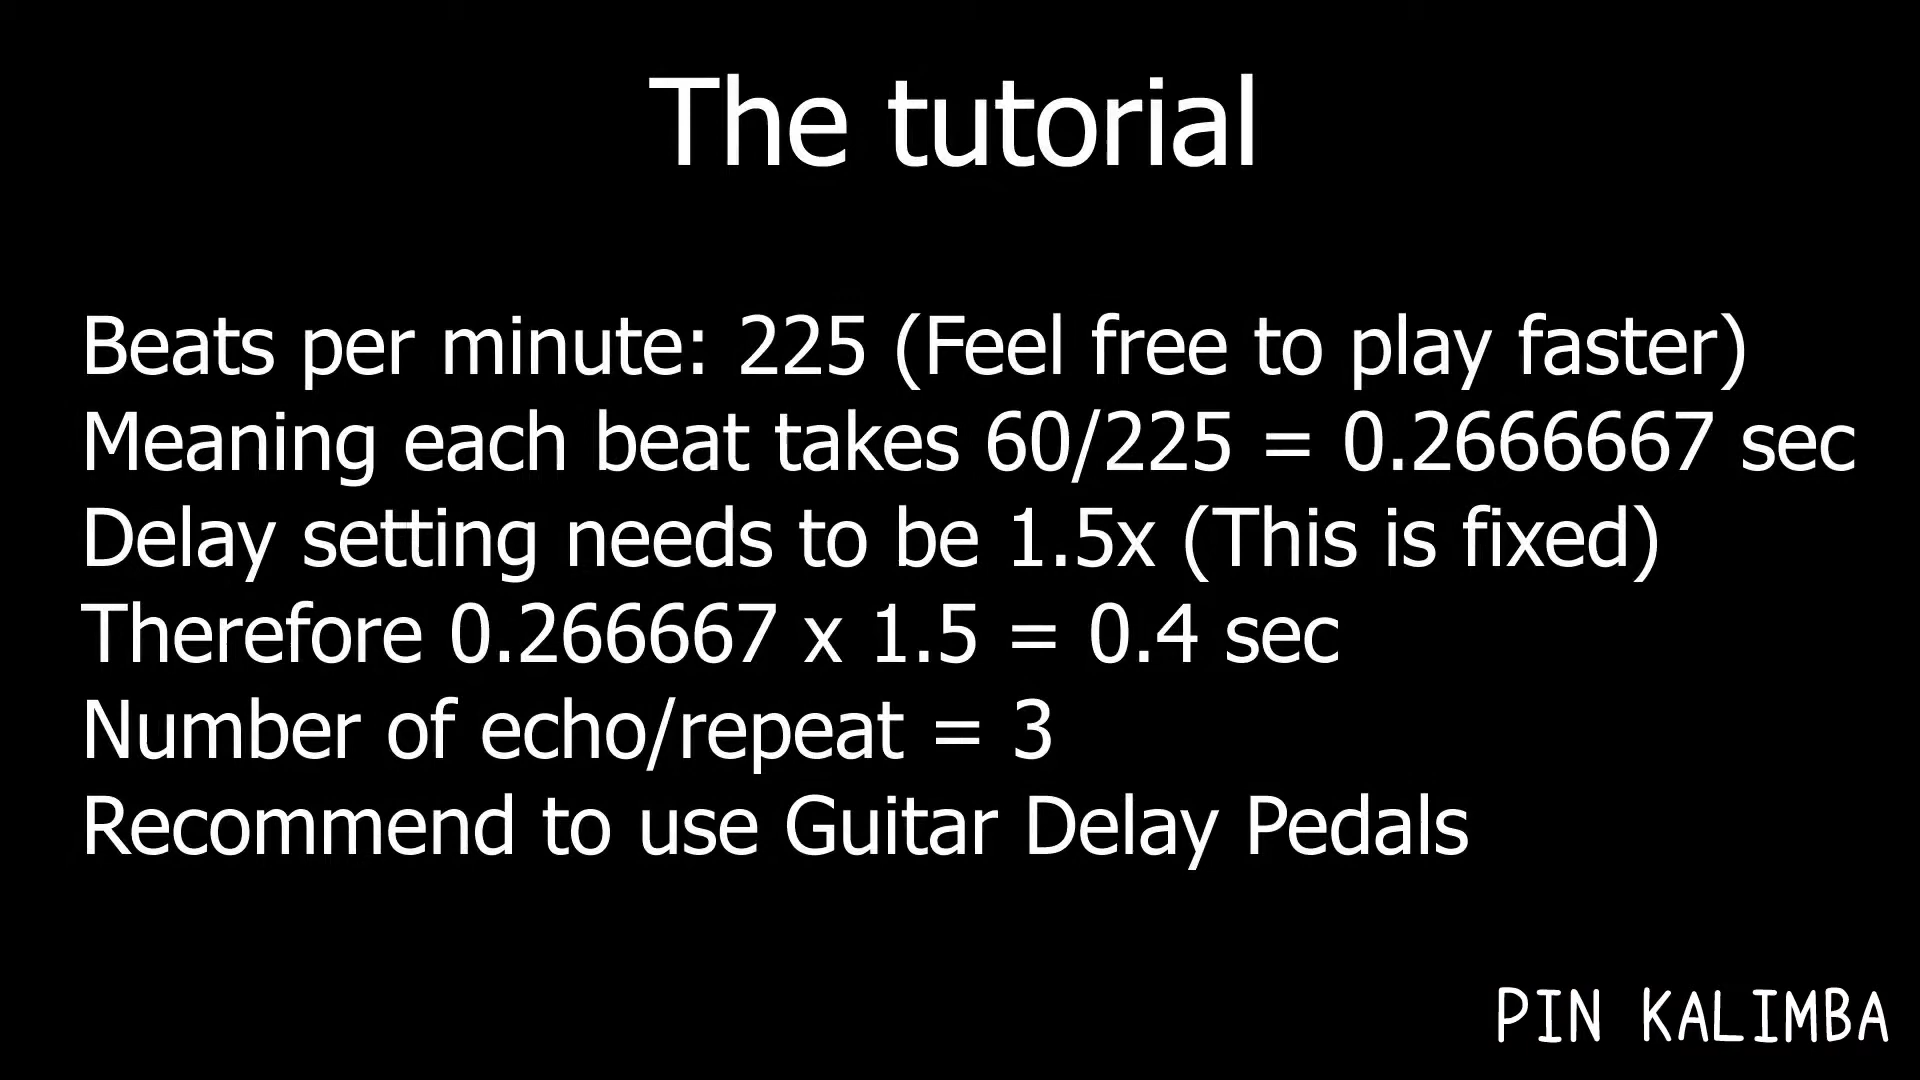 The tutorial
Beats per minute: 225 (Feel free to play faster)
Meaning each beat takes 60/225 = 0.2666667 sec
Delay setting needs to be 1.5x (This is fixed)
Therefore 0.266667 x 1.5 = 0.4 sec
Number of echo/repeat = 3
Recommend to use Guitar Delay Pedals
PIN KALIMBA